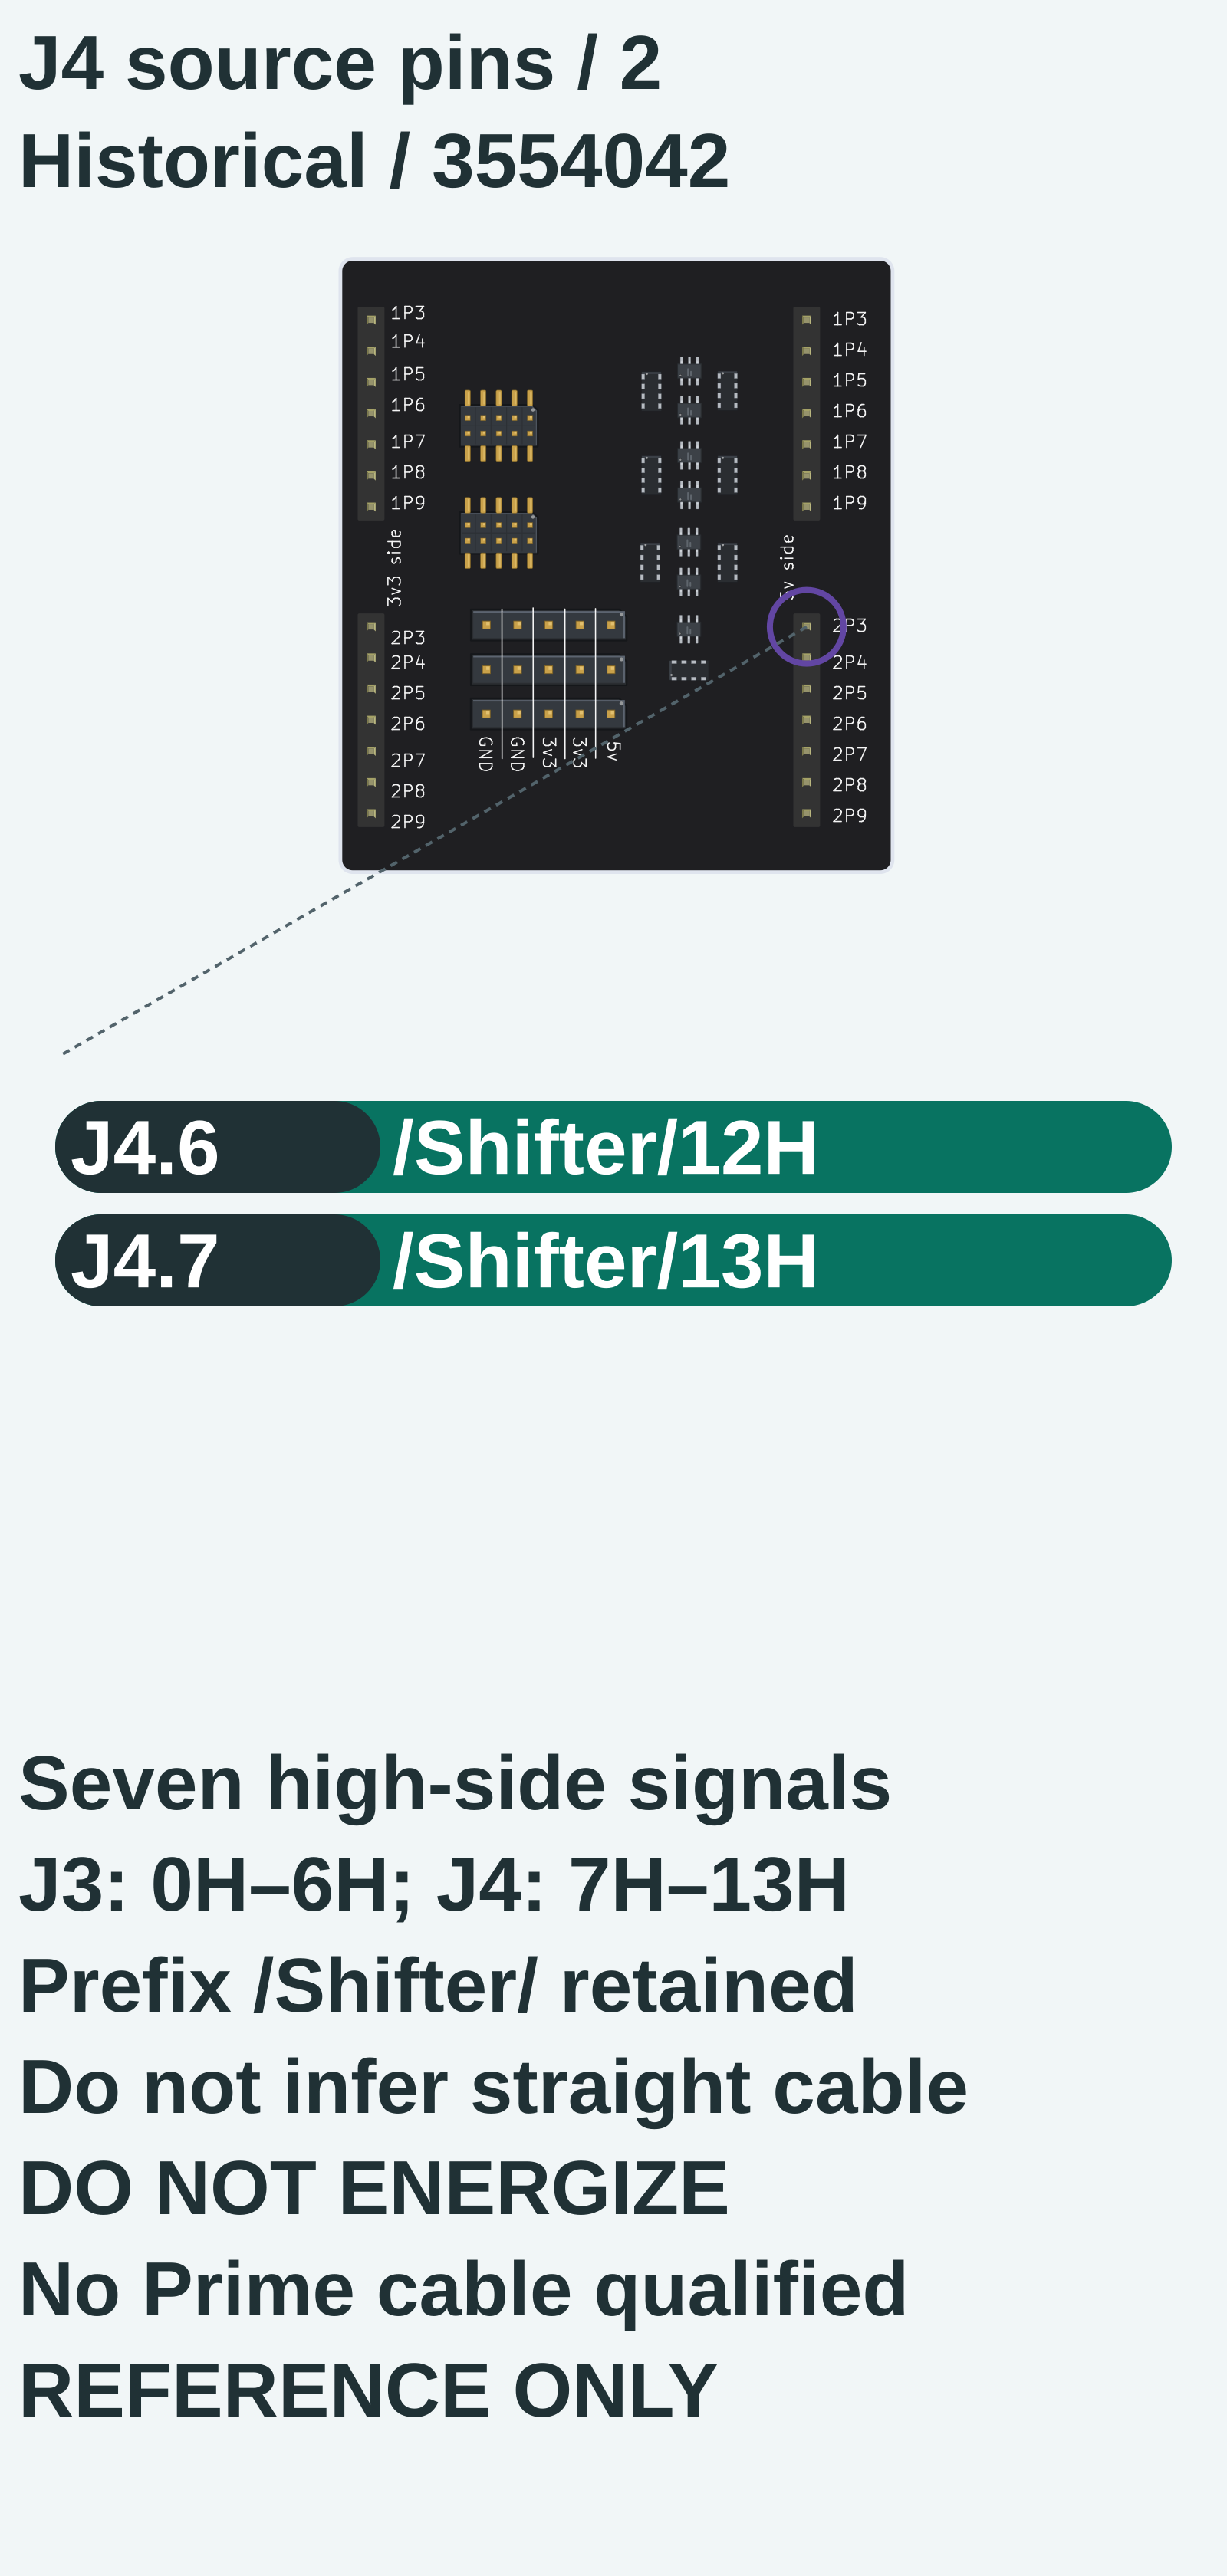 J4 source pins / 2
Historical / 3554042
1P3
1P4
1P5
1P6
1P7
1P8
1P9
3v3 side
2P3
2P4
2P5
2P6
2P7
2P8
2P9
GND
GND
3v3
3v3
5v
1P3
1P4
1P5
1P6
1P7
1P8
1P9
5v side
2P3
2P4
2P5
2P6
2P7
2P8
2P9
J4.6 /Shifter/12H
J4.7 /Shifter/13H
Seven high-side signals
J3: 0H–6H; J4: 7H–13H
Prefix /Shifter/ retained
Do not infer straight cable
DO NOT ENERGIZE
No Prime cable qualified
REFERENCE ONLY